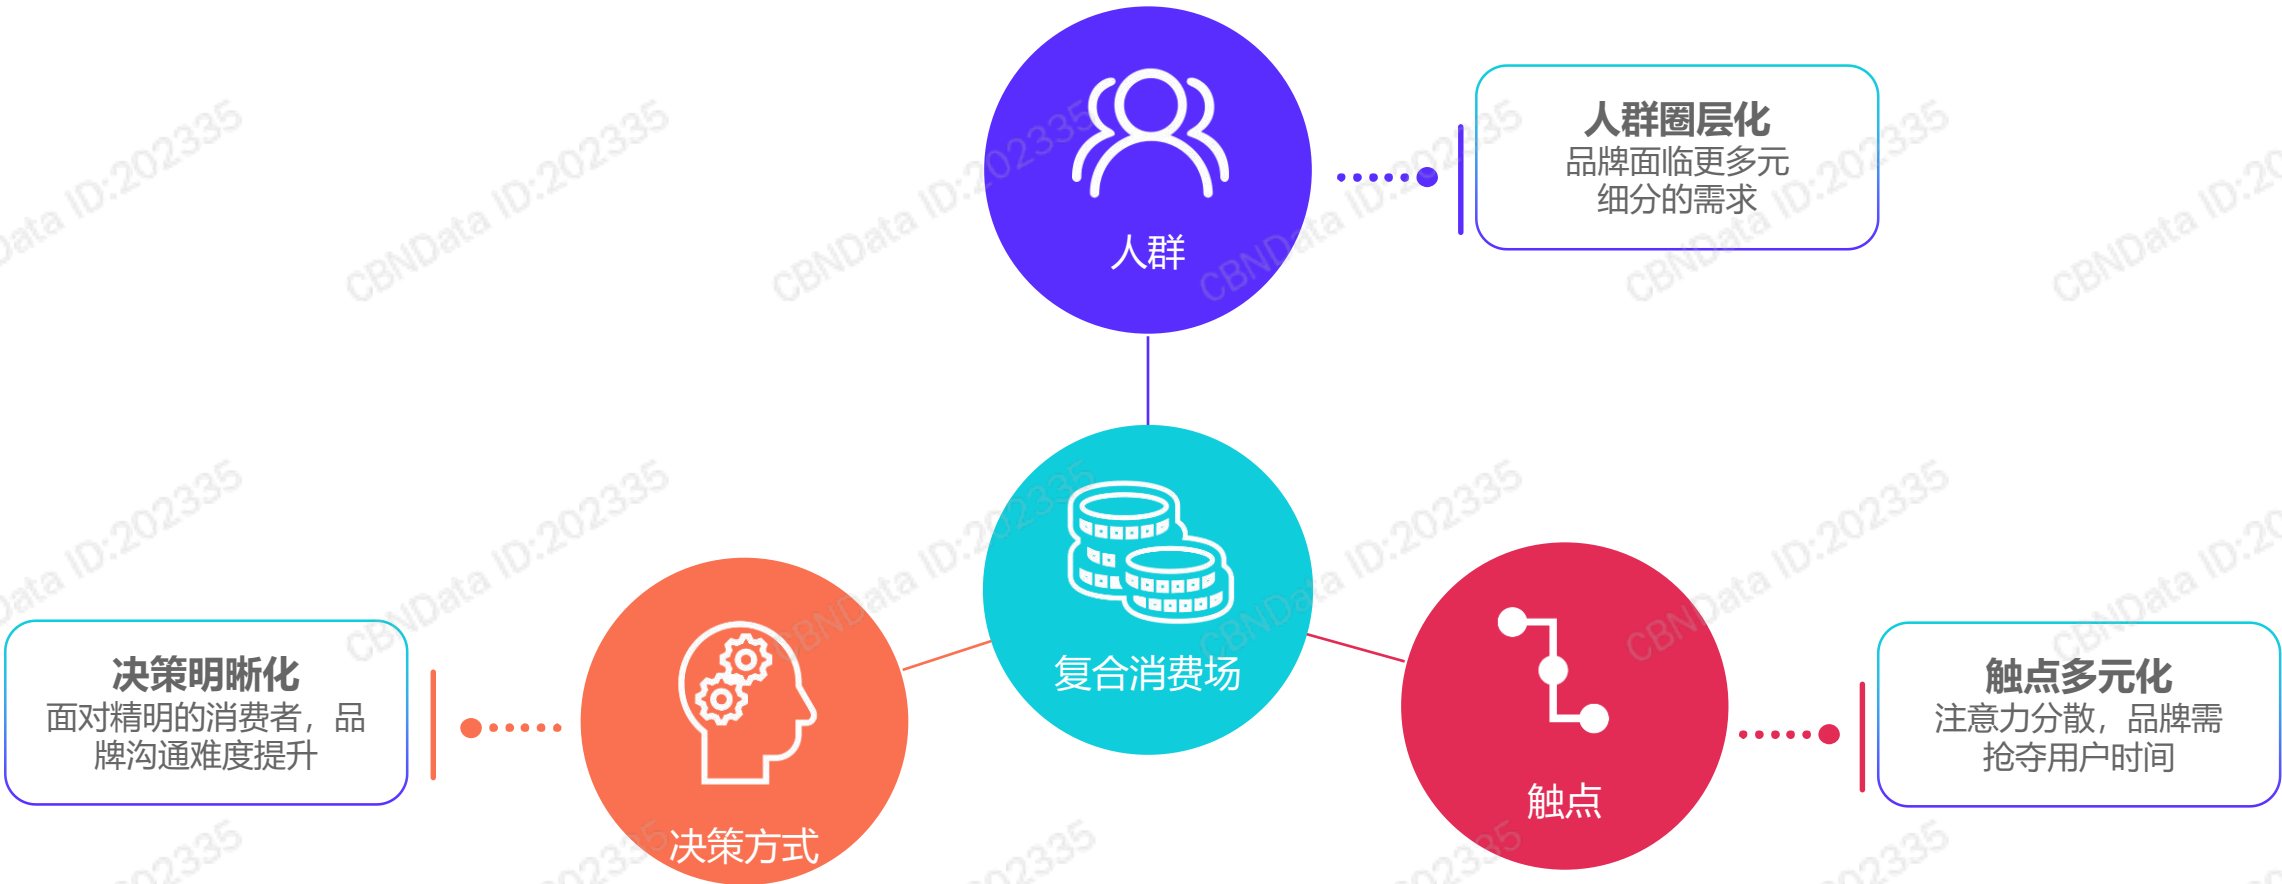 人群圈层化
品牌面临更多元
细分的需求
人群
复合消费场
决策明晰化
面对精明的消费者，品
牌沟通难度提升
决策方式
触点
触点多元化
注意力分散，品牌需
抢夺用户时间
CBNData ID:202335